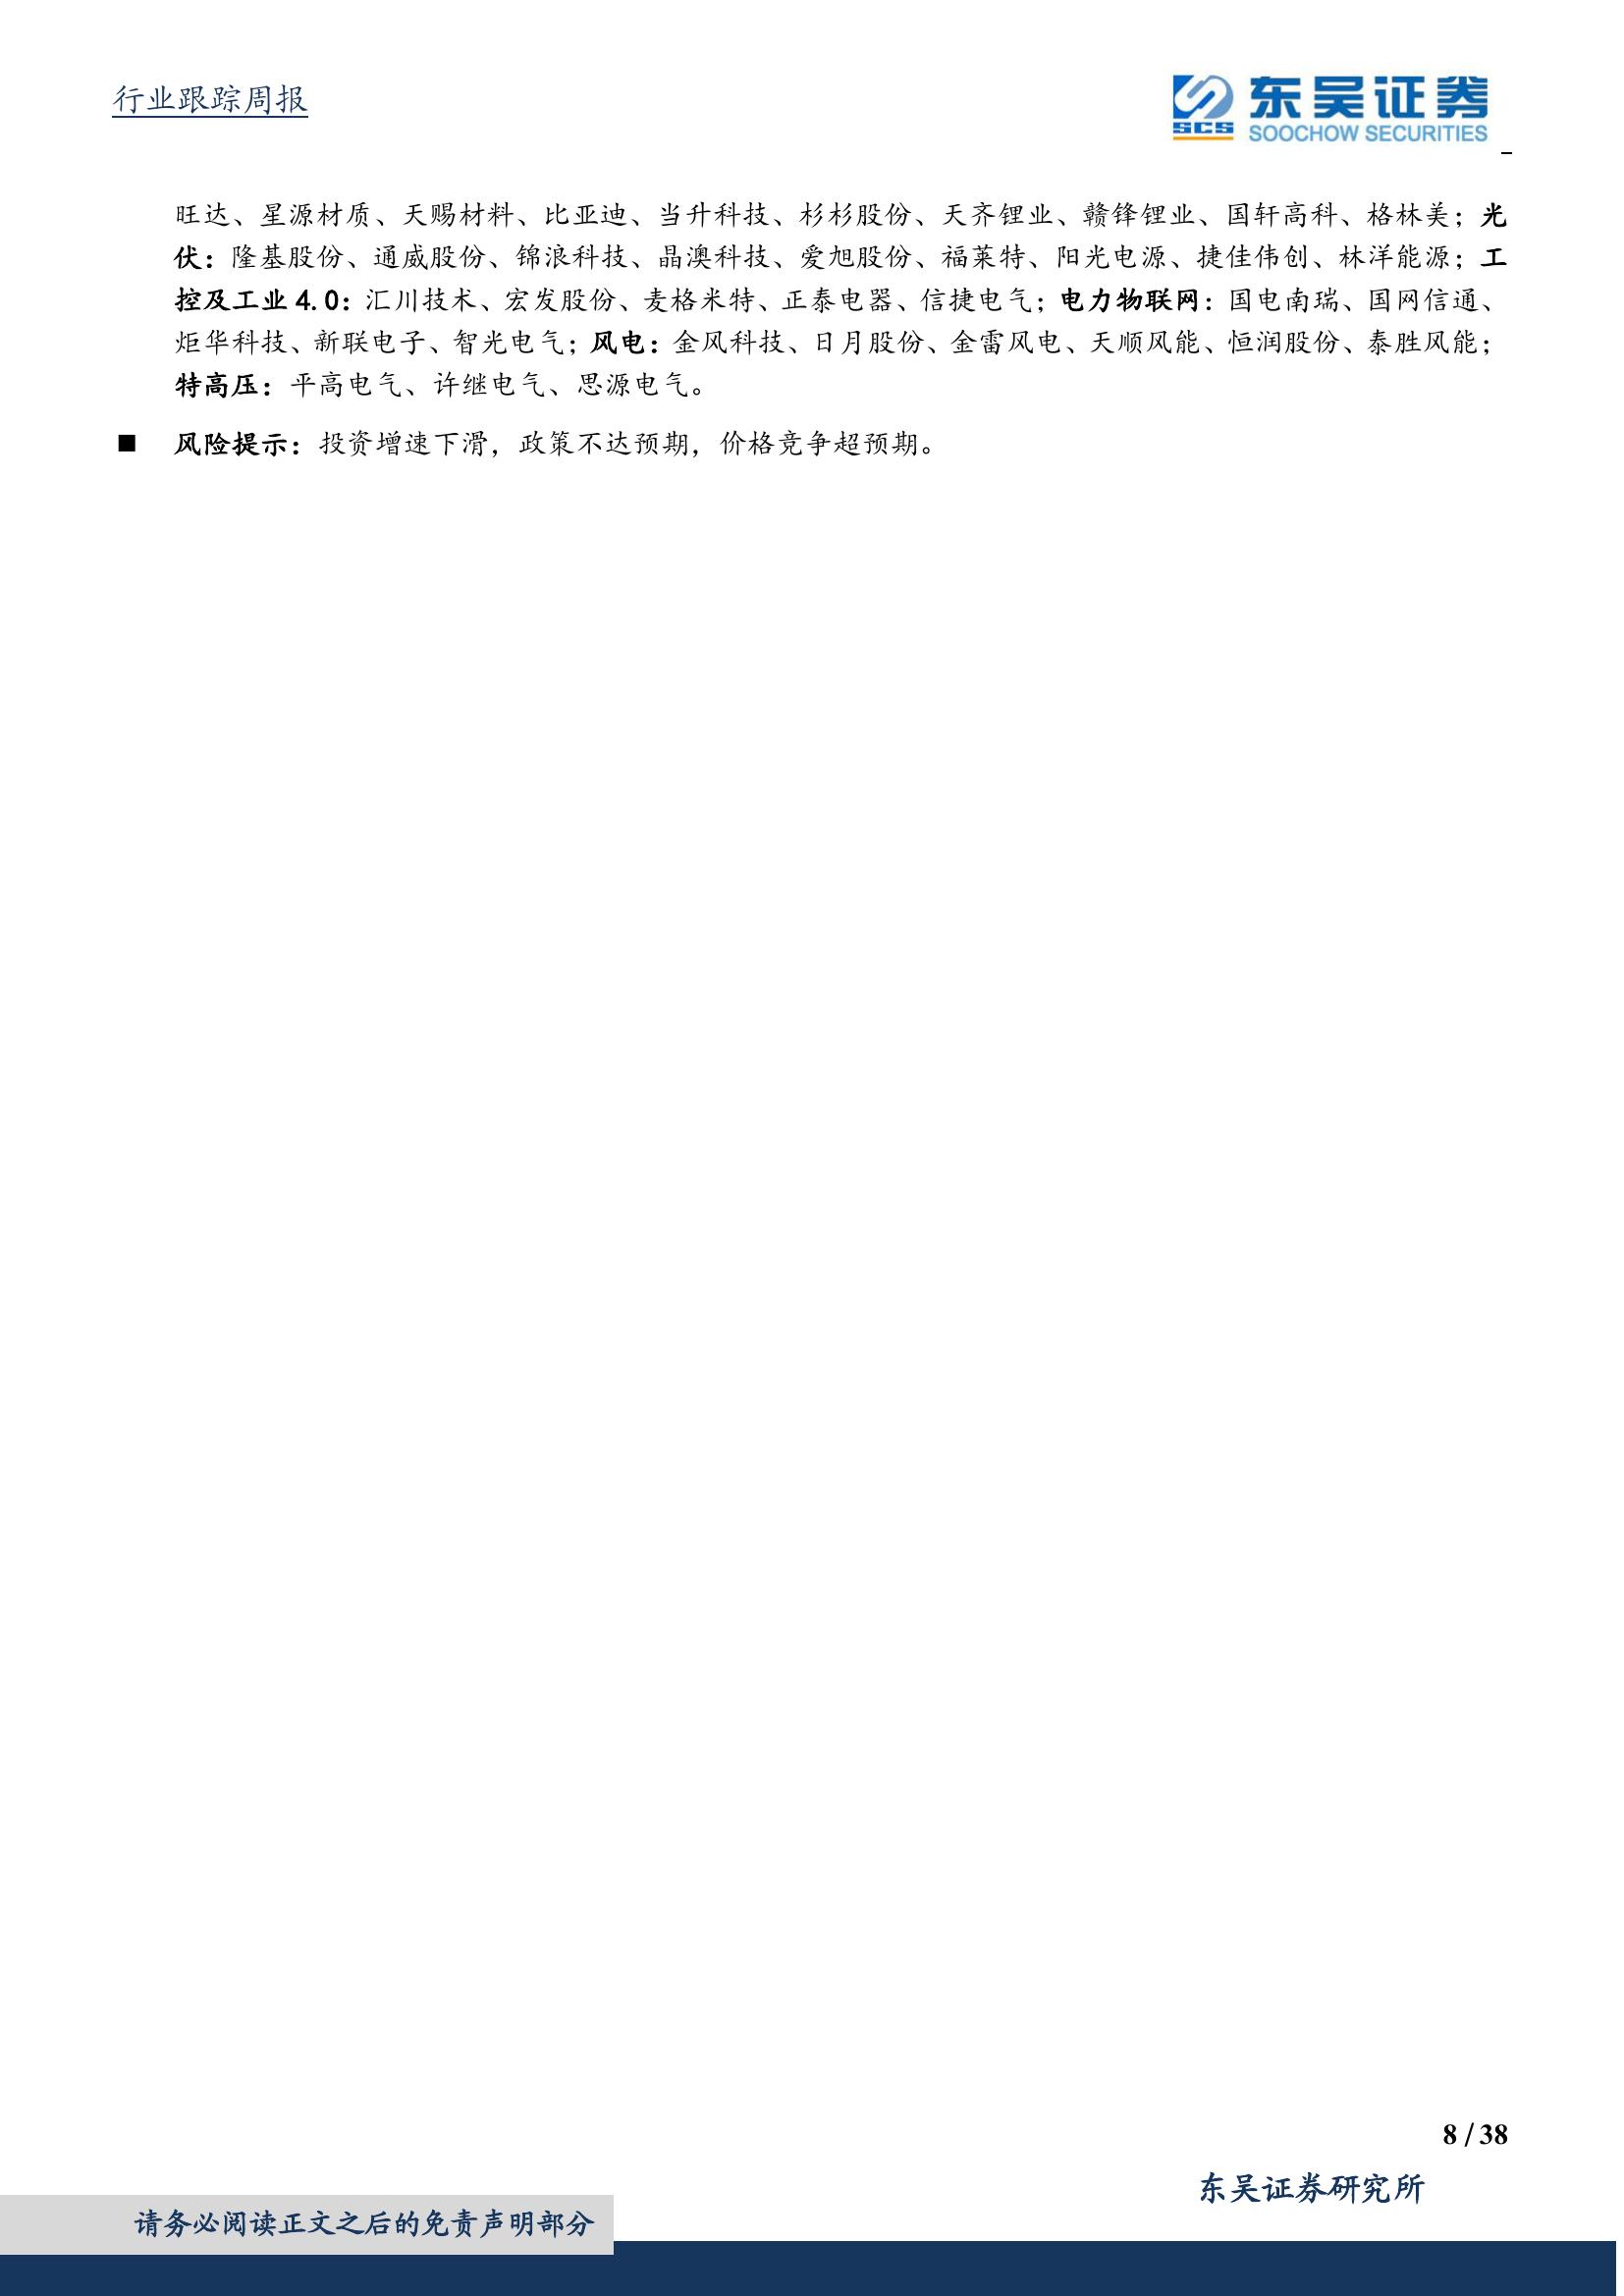 行业跟踪周报
SCS
东吴证券
SOOCHOW SECURITIES
旺达、星源材质、天赐材料、比亚迪、当升科技、杉杉股份、天齐锂业、赣锋锂业、国轩高科、格林美；光
伏：隆基股份、通威股份、锦浪科技、晶澳科技、爱旭股份、福莱特、阳光电源、捷佳伟创、林洋能源；工
控及工业 4.0：汇川技术、宏发股份、麦格米特、正泰电器、信捷电气；电力物联网：国电南瑞、国网信通、
炬华科技、新联电子、智光电气；风电：金风科技、日月股份、金雷风电、天顺风能、恒润股份、泰胜风能；
特高压：平高电气、许继电气、思源电气。
■ 风险提示：投资增速下滑，政策不达预期，价格竞争超预期。
8 / 38
东吴证券研究所
请务必阅读正文之后的免责声明部分